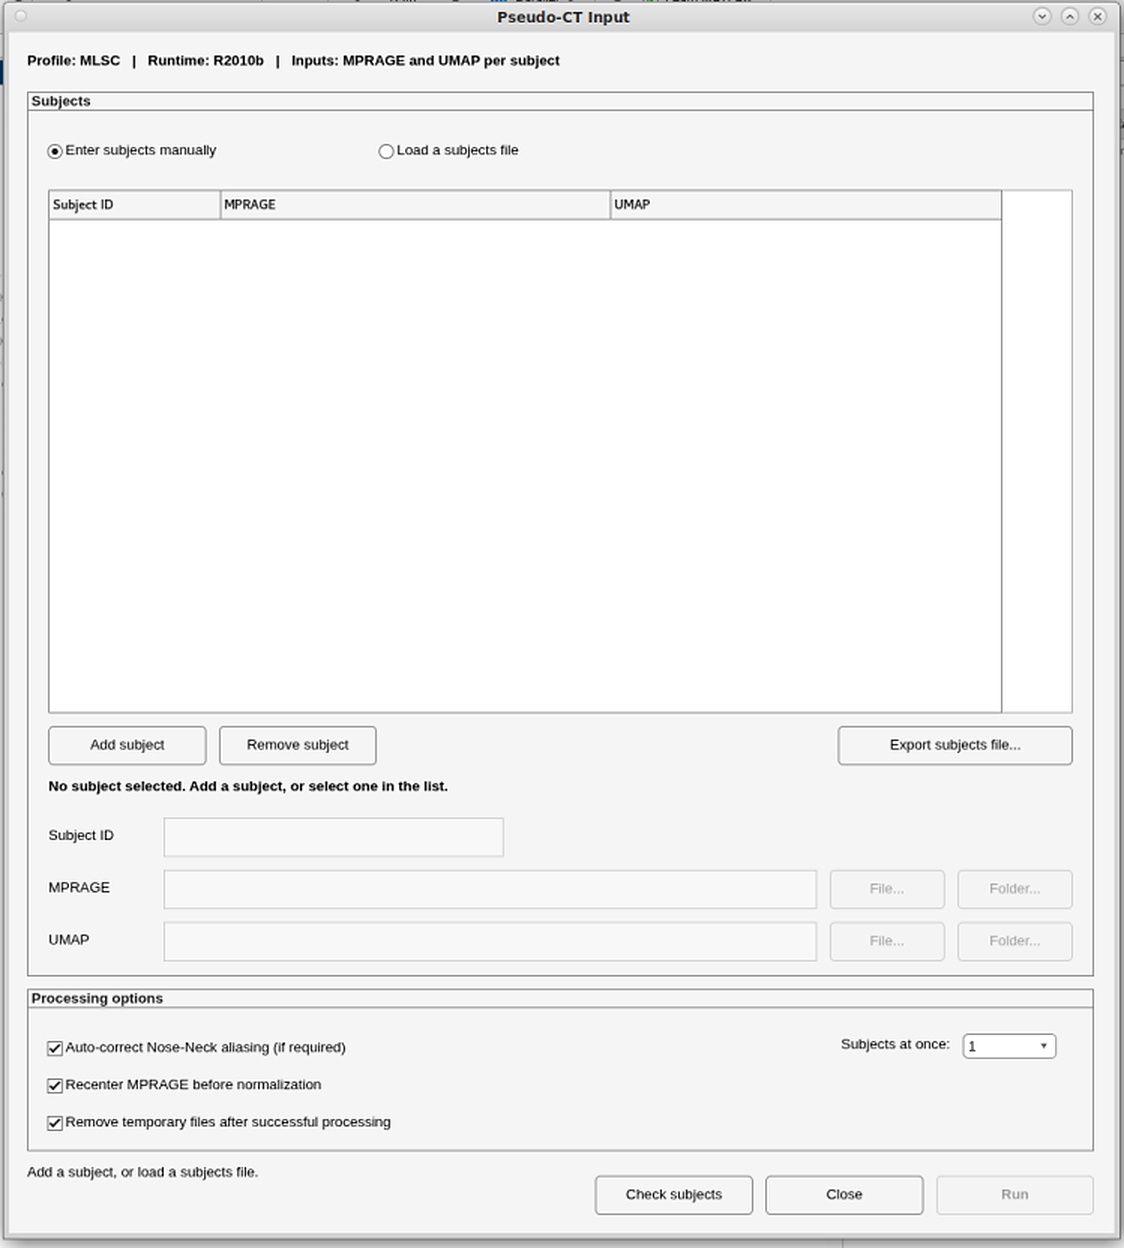 Pseudo-CT Input
Profile: MLSC | Runtime: R2010b | Inputs: MPRAGE and UMAP per subject
Subjects
Enter subjects manually
Load a subjects file
Subject ID
MPRAGE
UMAP
Add subject
Remove subject
Export subjects file...
No subject selected. Add a subject, or select one in the list.
Subject ID
MPRAGE
File...
Folder...
UMAP
File...
Folder...
Processing options
Auto-correct Nose-Neck aliasing (if required)
Subjects at once:
1
Recenter MPRAGE before normalization
Remove temporary files after successful processing
Add a subject, or load a subjects file.
Check subjects
Close
Run